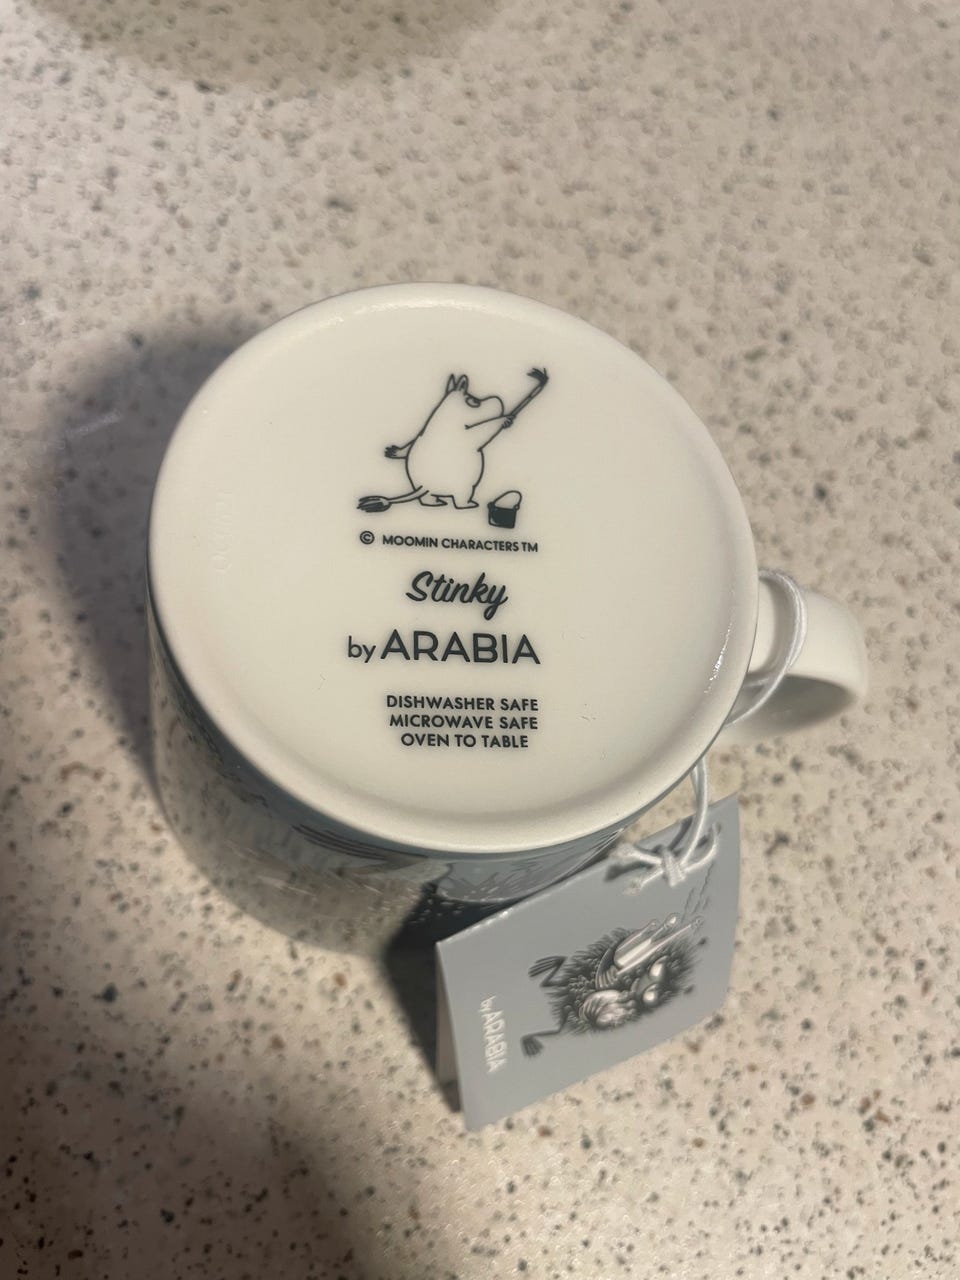 © MOOMIN CHARACTERS TM
Stinky
by ARABIA
DISHWASHER SAFE
MICROWAVE SAFE
OVEN TO TABLE
by ARABIA